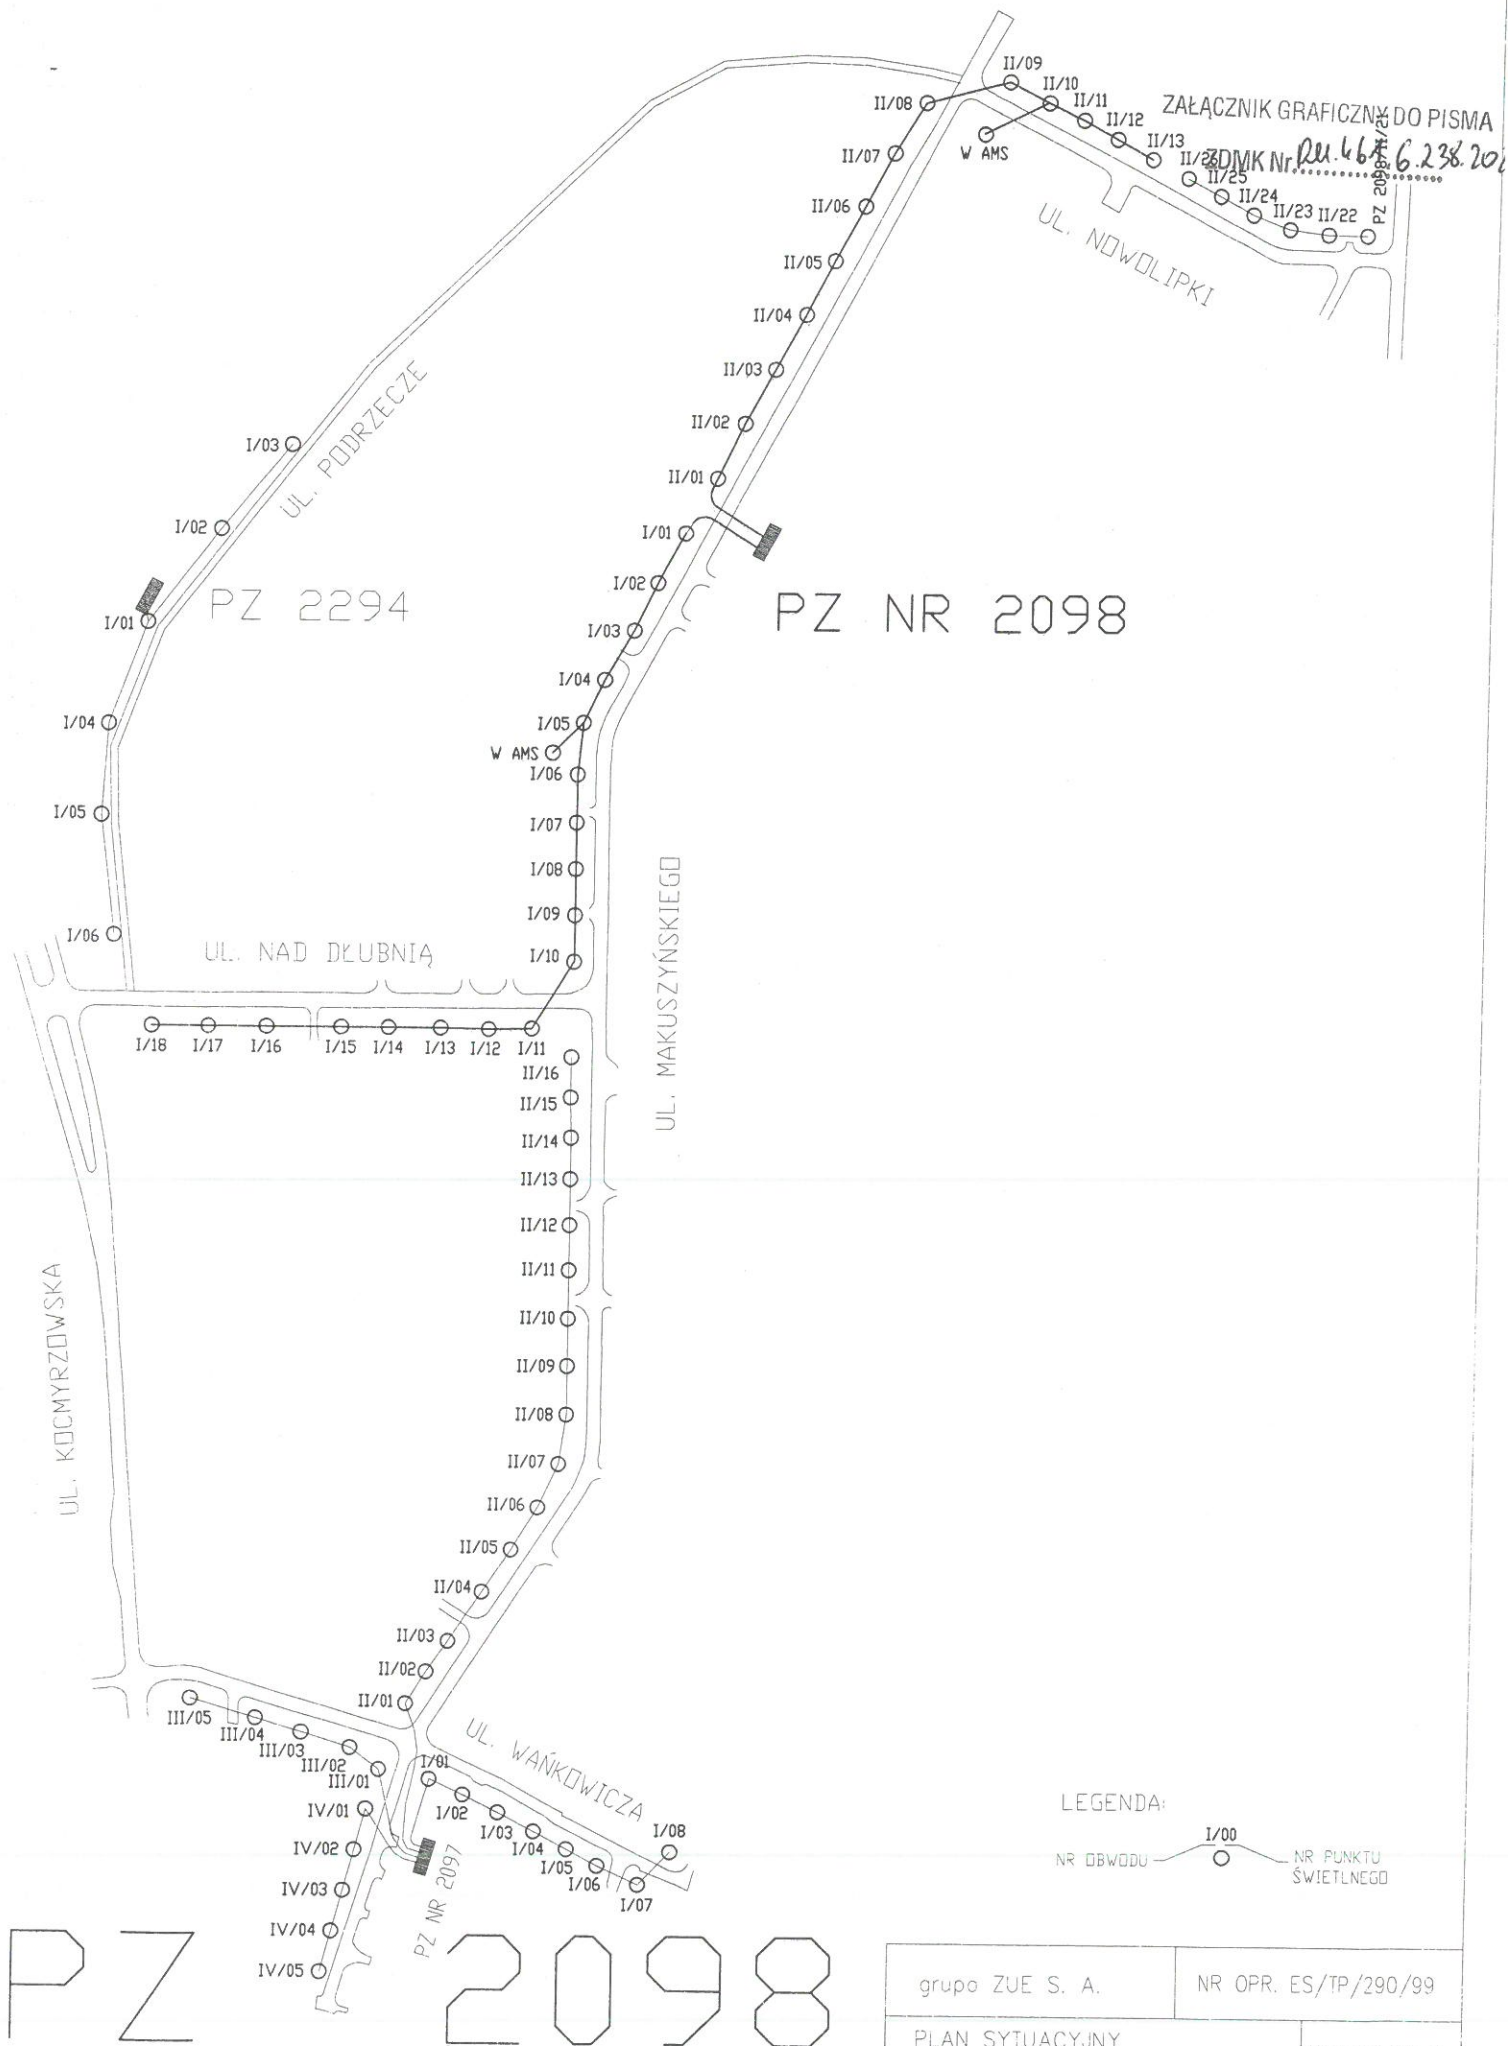 II/09
II/10
II/08
II/11
ZAŁĄCZNIK GRAFICZNY DO PISMA
II/12
II/07
W AMS
II/13
ZDMK Nr
II/26
II/25
PZ 2098/II/21
II/06
II/24
II/23
II/22
UL. NOWOLIPKI
II/05
II/04
II/03
UL. PODRZECZE
II/02
I/03
II/01
I/02
I/01
PZ 2294
PZ NR 2098
I/02
I/01
I/03
I/04
I/04
I/05
W AMS
I/06
I/05
I/07
I/08
UL. MAKUSZYŃSKIEGO
I/09
I/06
UL. NAD DŁUBNIĄ
I/10
I/18
I/17
I/16
I/15
I/14
I/13
I/12
I/11
II/16
II/15
II/14
II/13
II/12
II/11
UL. KOCMYRZOWSKA
II/10
II/09
II/08
II/07
II/06
II/05
II/04
II/03
II/02
II/01
III/05
III/04
III/03
III/02
III/01
UL. WAŃKOWICZA
I/01
I/02
I/03
I/04
I/05
I/06
I/07
I/08
IV/01
IV/02
IV/03
IV/04
IV/05
PZ NR 2097
LEGENDA:
I/00
NR OBWODU
NR PUNKTU
ŚWIETLNEGO
PZ 2098
grupa ZUE S. A.
NR OPR. ES/TP/290/99
PLAN SYTUACYJNY